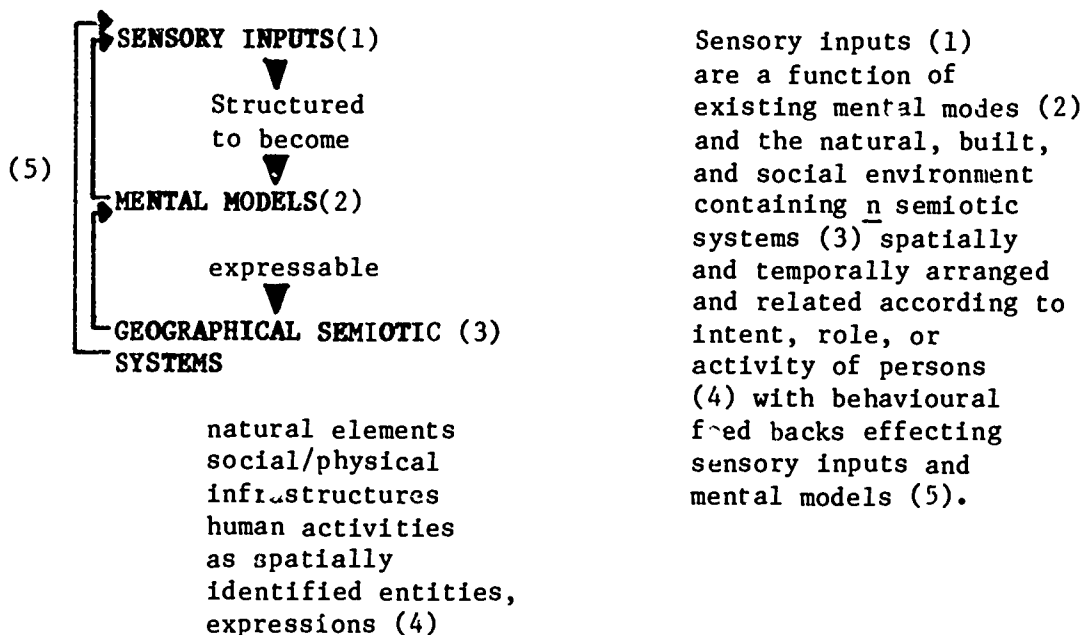 SENSORY INPUTS(1)
Structured
to become
(5)
MENTAL MODELS(2)
expressable
GEOGRAPHICAL SEMIOTIC (3)
SYSTEMS
natural elements
social/physical
infrastructures
human activities
as spatially
identified entities,
expressions (4)
Sensory inputs (1)
are a function of
existing mental modes (2)
and the natural, built,
and social environment
containing n semiotic
systems (3) spatially
and temporally arranged
and related according to
intent, role, or
activity of persons
(4) with behavioural
feed backs effecting
sensory inputs and
mental models (5).